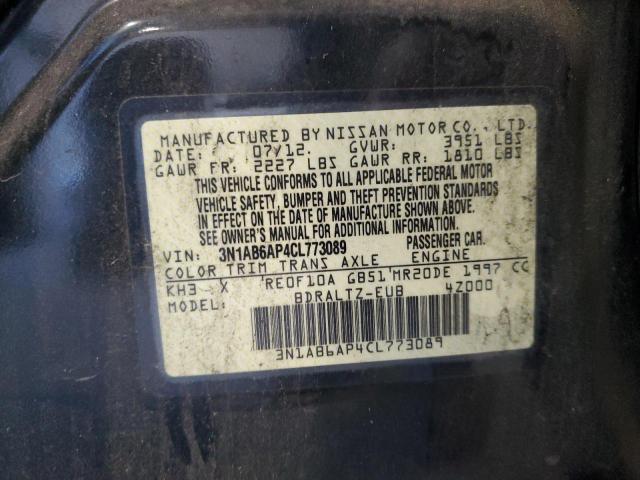 MANUFACTURED BY NISSAN MOTOR CO., LTD.
DATE: 07/12. GVWR: 3951 LBS
GAWR FR: 2227 LBS GAWR RR: 1810 LBS
THIS VEHICLE CONFORMS TO ALL APPLICABLE FEDERAL MOTOR
VEHICLE SAFETY, BUMPER AND THEFT PREVENTION STANDARDS
IN EFFECT ON THE DATE OF MANUFACTURE SHOWN ABOVE.
SEE OWNER'S MANUAL FOR ADDITIONAL INFORMATION.
VIN: 3N1AB6AP4CL773089 PASSENGER CAR.
COLOR TRIM TRANS AXLE ENGINE
KH3 - X RE0F10A GB51 MR20DE 1997 CC
MODEL: BDRALTZ-EUB 4Z000
3N1AB6AP4CL773089